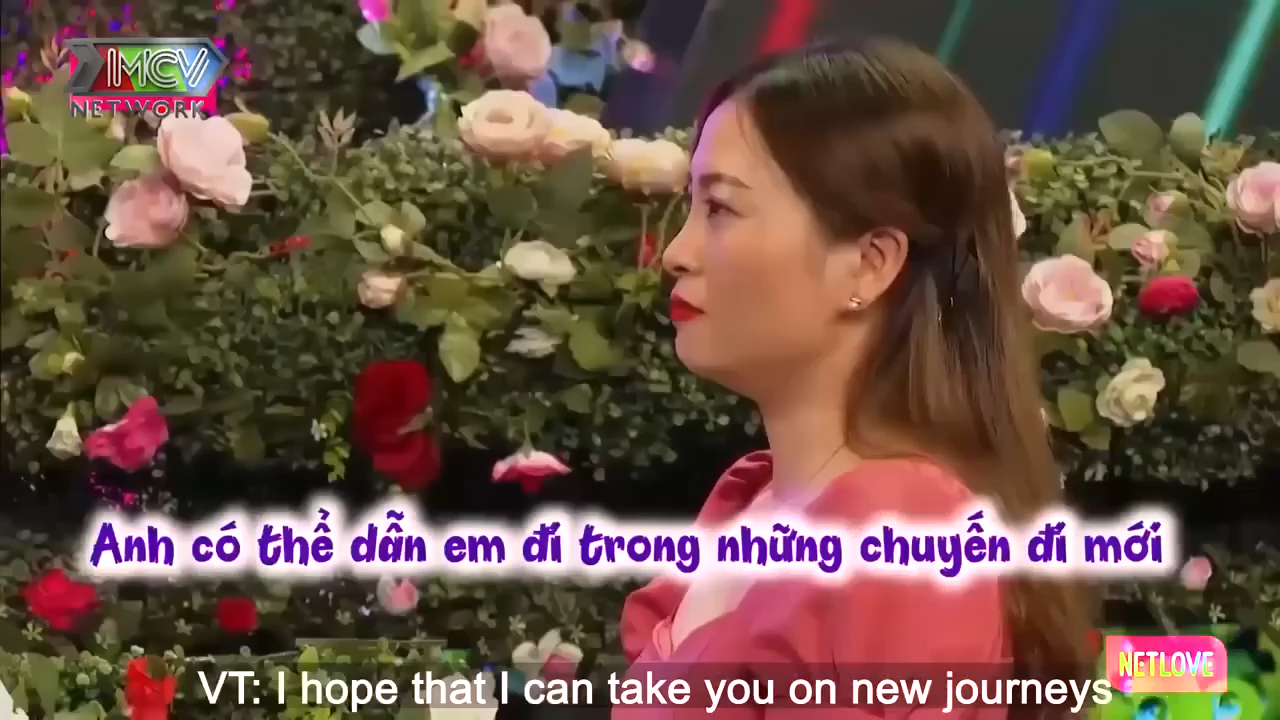 MCV
NETWORK
Anh có thể dẫn em đi trong những chuyến đi mới
NETLOVE
VT: I hope that I can take you on new journeys